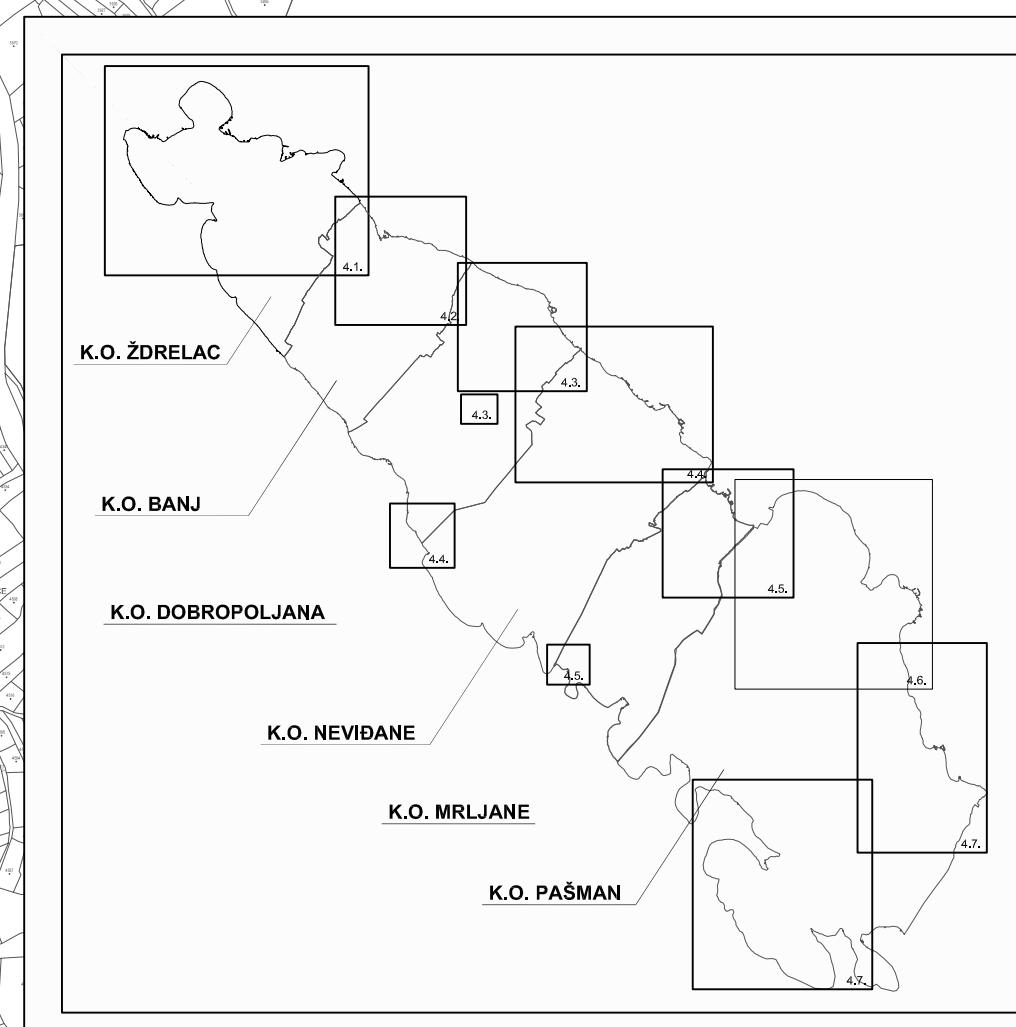 4.1.
4.2
K.O. ŽDRELAC
4.3.
4.3.
4.4.
K.O. BANJ
4.4.
4.5.
K.O. DOBROPOLJANA
4.5.
4.6.
K.O. NEVIĐANE
K.O. MRLJANE
4.7.
K.O. PAŠMAN
4.7.